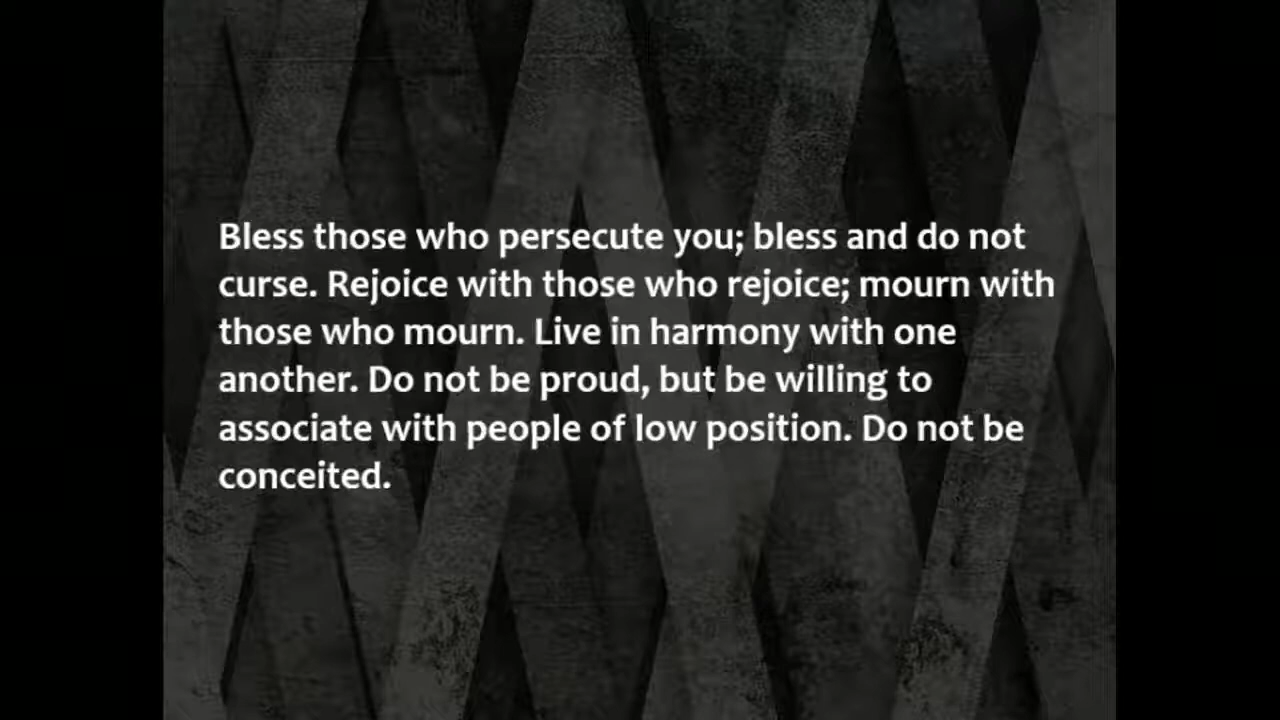 Bless those who persecute you; bless and do not
curse. Rejoice with those who rejoice; mourn with
those who mourn. Live in harmony with one
another. Do not be proud, but be willing to
associate with people of low position. Do not be
conceited.